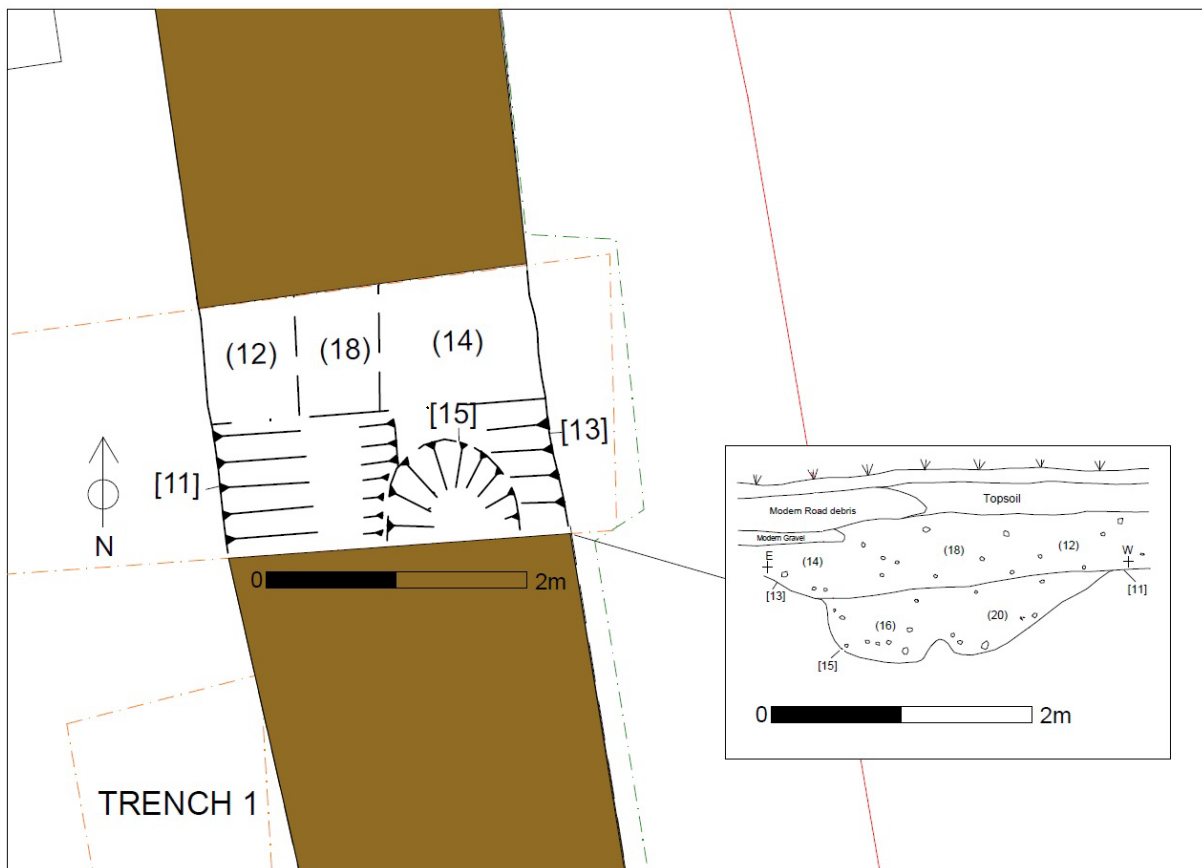 (12)
(18)
(14)
[15]
[13]
[11]
N
0
2m
TRENCH 1
Topsoil
Modern Road debris
Modern Gravel
(18)
(12)
E
(14)
W
[13]
[11]
(16)
(20)
[15]
0
2m